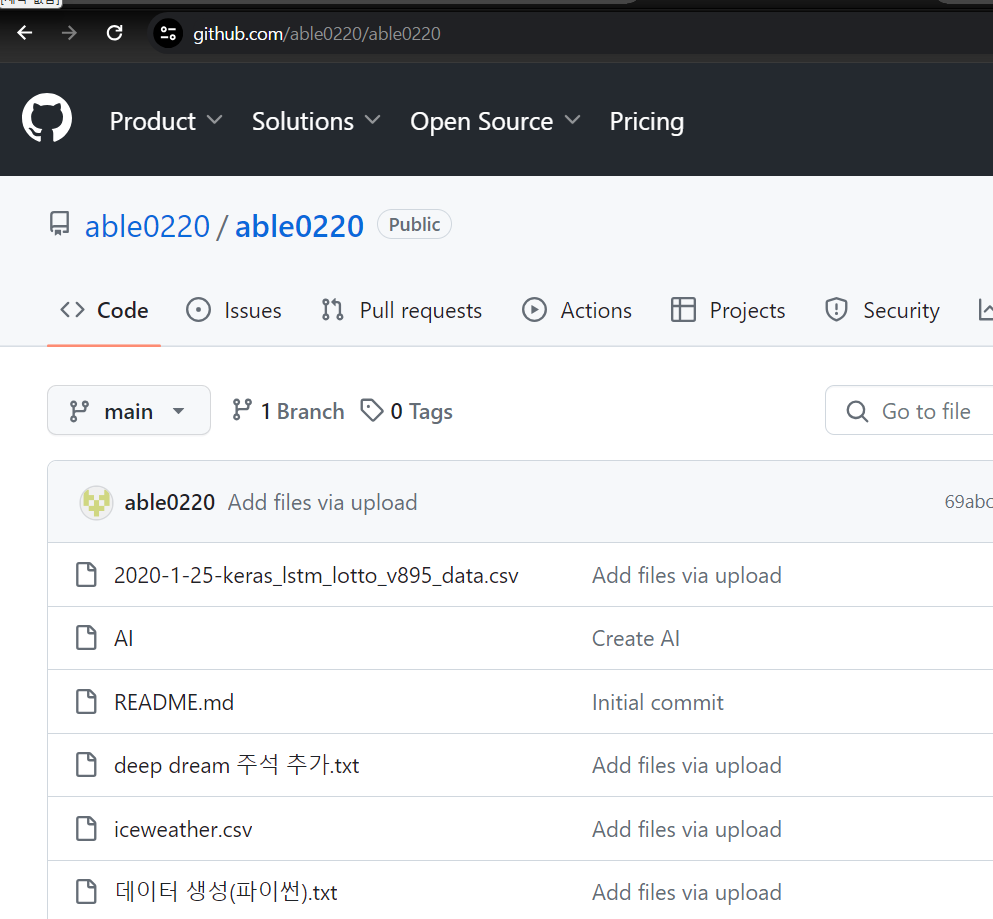 github.com/able0220/able0220
Product Solutions Open Source Pricing
able0220 / able0220 Public
Code Issues Pull requests Actions Projects Security
main 1 Branch 0 Tags Go to file
able0220 Add files via upload 69abc
2020-1-25-keras_lstm_lotto_v895_data.csv Add files via upload
AI Create AI
README.md Initial commit
deep dream 주석 추가.txt Add files via upload
iceweather.csv Add files via upload
데이터 생성(파이썬).txt Add files via upload